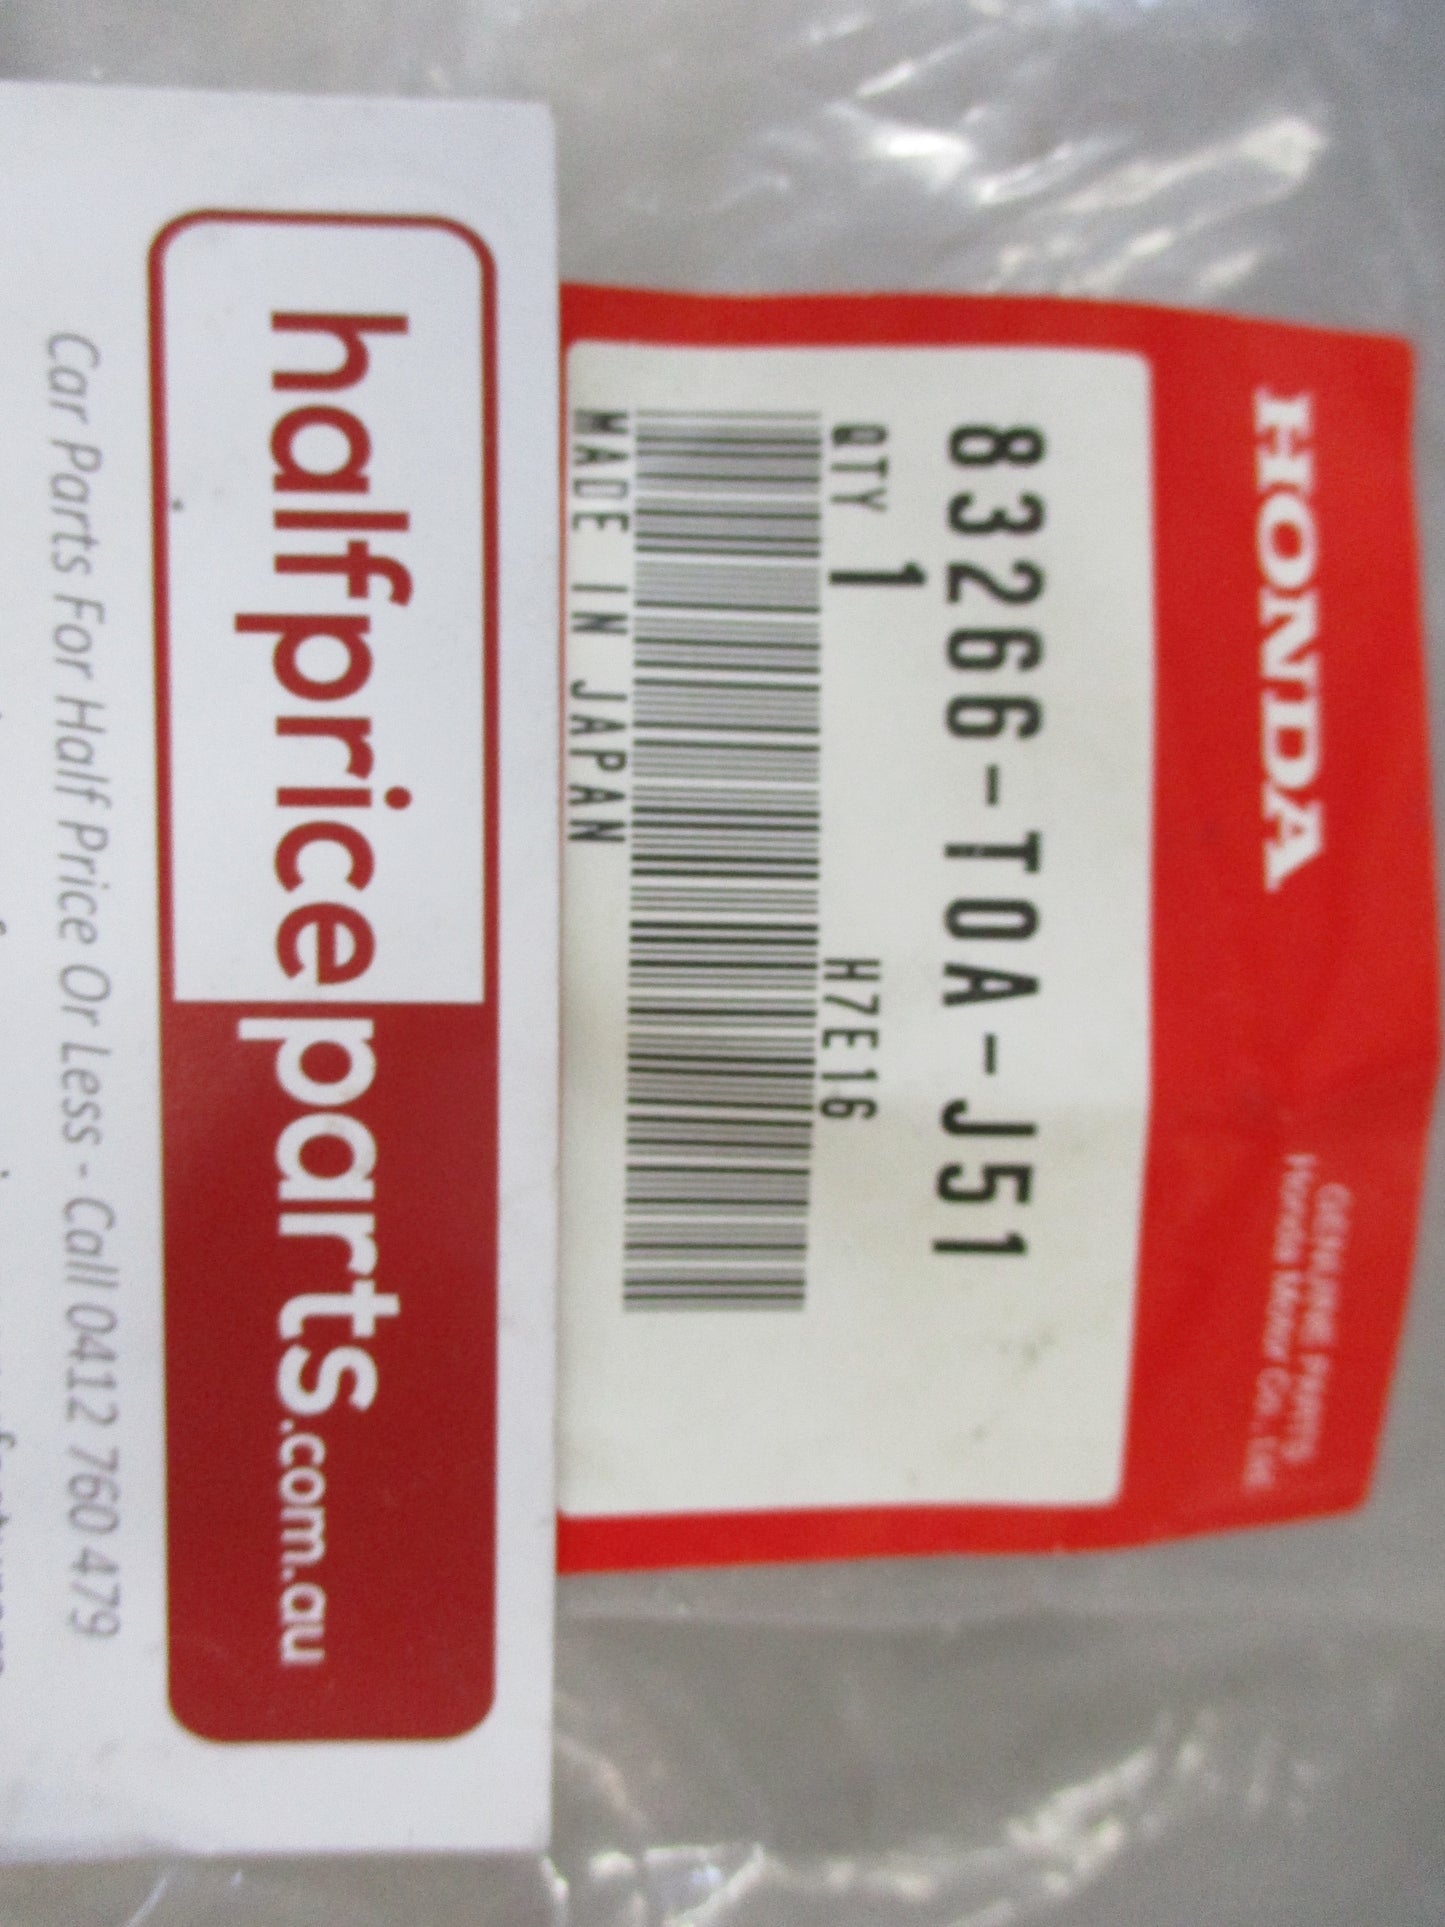 HONDA
GENUINE PARTS
Honda Motor Co., Ltd.
83266-T0A-J51
QTY 1
H7E16
MADE IN JAPAN
halfpriceparts.com.au
Car Parts For Half Price Or Less - Call 0412 760 479